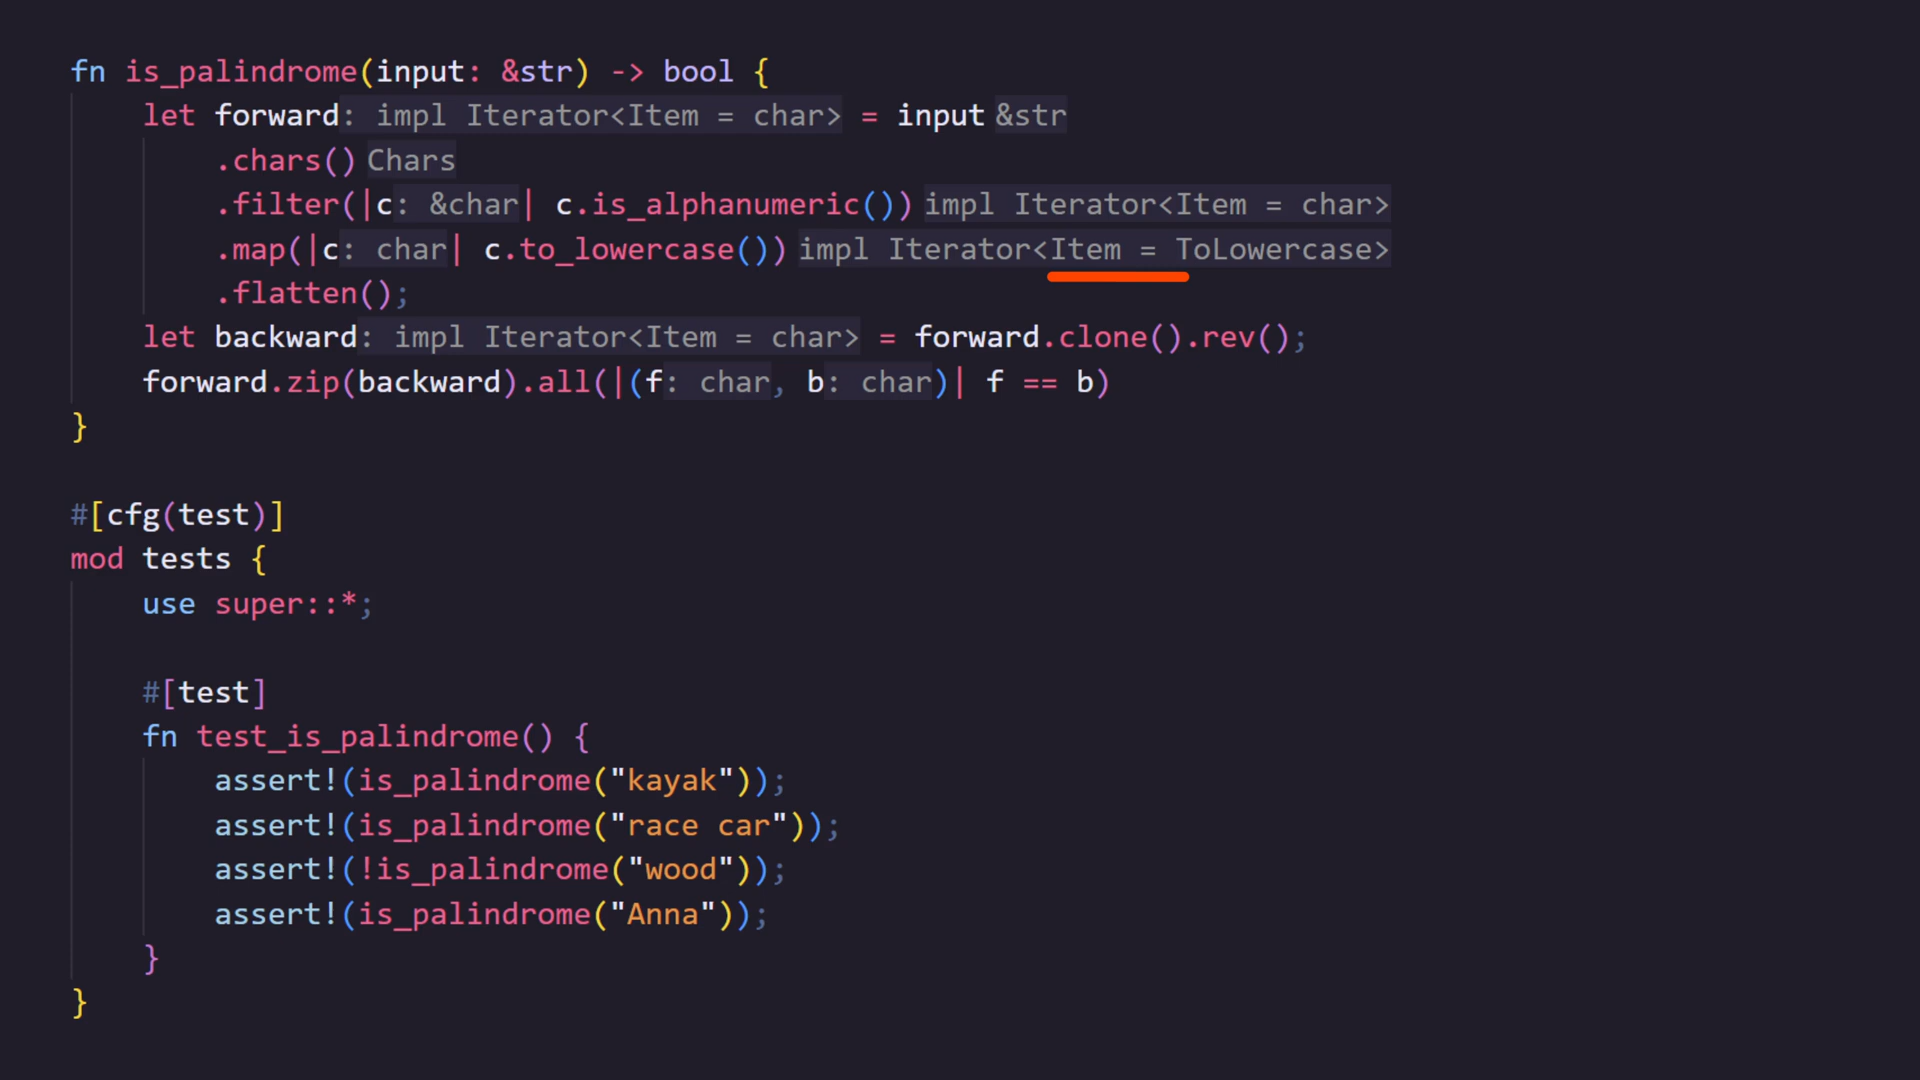 fn is_palindrome(input: &str) -> bool {
let forward: impl Iterator<Item = char> = input &str
.chars() Chars
.filter(|c: &char| c.is_alphanumeric()) impl Iterator<Item = char>
.map(|c: char| c.to_lowercase()) impl Iterator<Item = ToLowercase>
.flatten();
let backward: impl Iterator<Item = char> = forward.clone().rev();
forward.zip(backward).all(|(f: char, b: char)| f == b)
}
#[cfg(test)]
mod tests {
use super::*;
#[test]
fn test_is_palindrome() {
assert!(is_palindrome("kayak"));
assert!(is_palindrome("race car"));
assert!(!is_palindrome("wood"));
assert!(is_palindrome("Anna"));
}
}